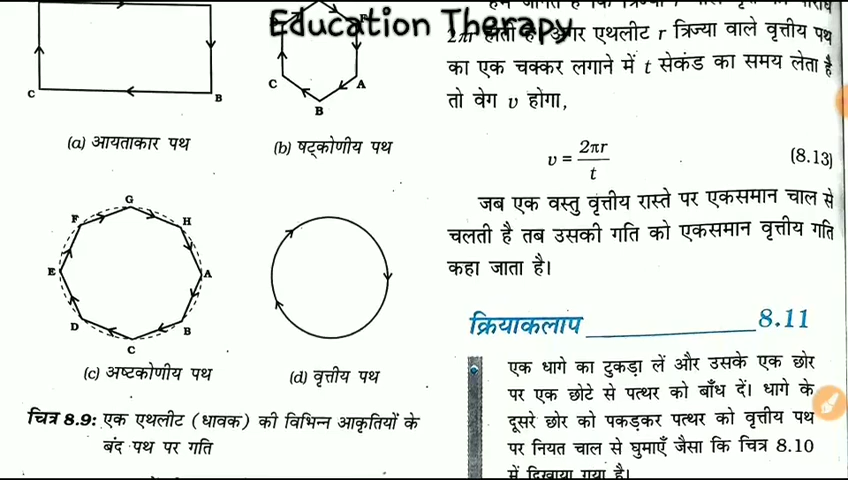 Education Therapy
C
B
(a) आयताकार पथ
C
A
B
(b) षट्कोणीय पथ
G
F
H
E
A
D
B
C
(c) अष्टकोणीय पथ
(d) वृत्तीय पथ
चित्र 8.9: एक एथलीट (धावक) की विभिन्न आकृतियों के
बंद पथ पर गति
2πr होती है। अगर एथलीट r त्रिज्या वाले वृत्तीय पथ
का एक चक्कर लगाने में t सेकंड का समय लेता है
तो वेग υ होगा,
υ = 2πr / t (8.13)
जब एक वस्तु वृत्तीय रास्ते पर एकसमान चाल से
चलती है तब उसकी गति को एकसमान वृत्तीय गति
कहा जाता है।
क्रियाकलाप 8.11
एक धागे का टुकड़ा लें और उसके एक छोर
पर एक छोटे से पत्थर को बाँध दें। धागे के
दूसरे छोर को पकड़कर पत्थर को वृत्तीय पथ
पर नियत चाल से घुमाएँ जैसा कि चित्र 8.10
में दिखाया गया है।